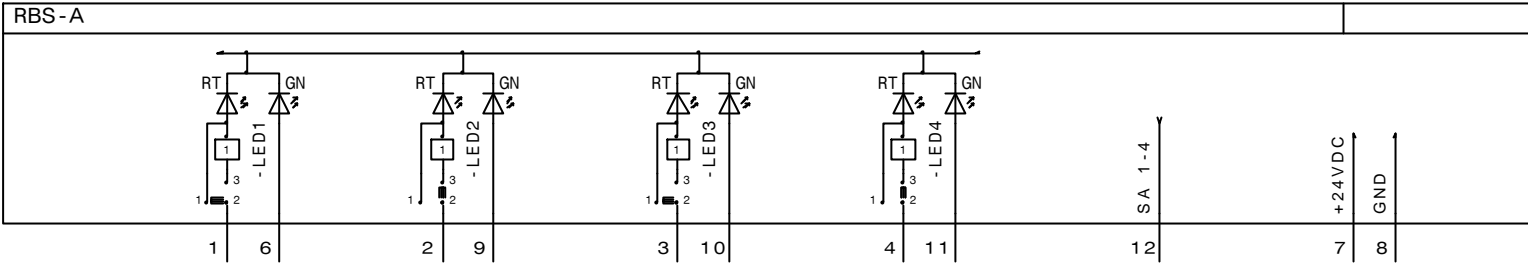 RBS-A
RT GN RT GN RT GN RT GN
-LED1 -LED2 -LED3 -LED4
1 1 1 1
SA 1-4 +24VDC GND
3 3 3 3
1 2 1 2 1 2 1 2
1 6 2 9 3 10 4 11 12 7 8